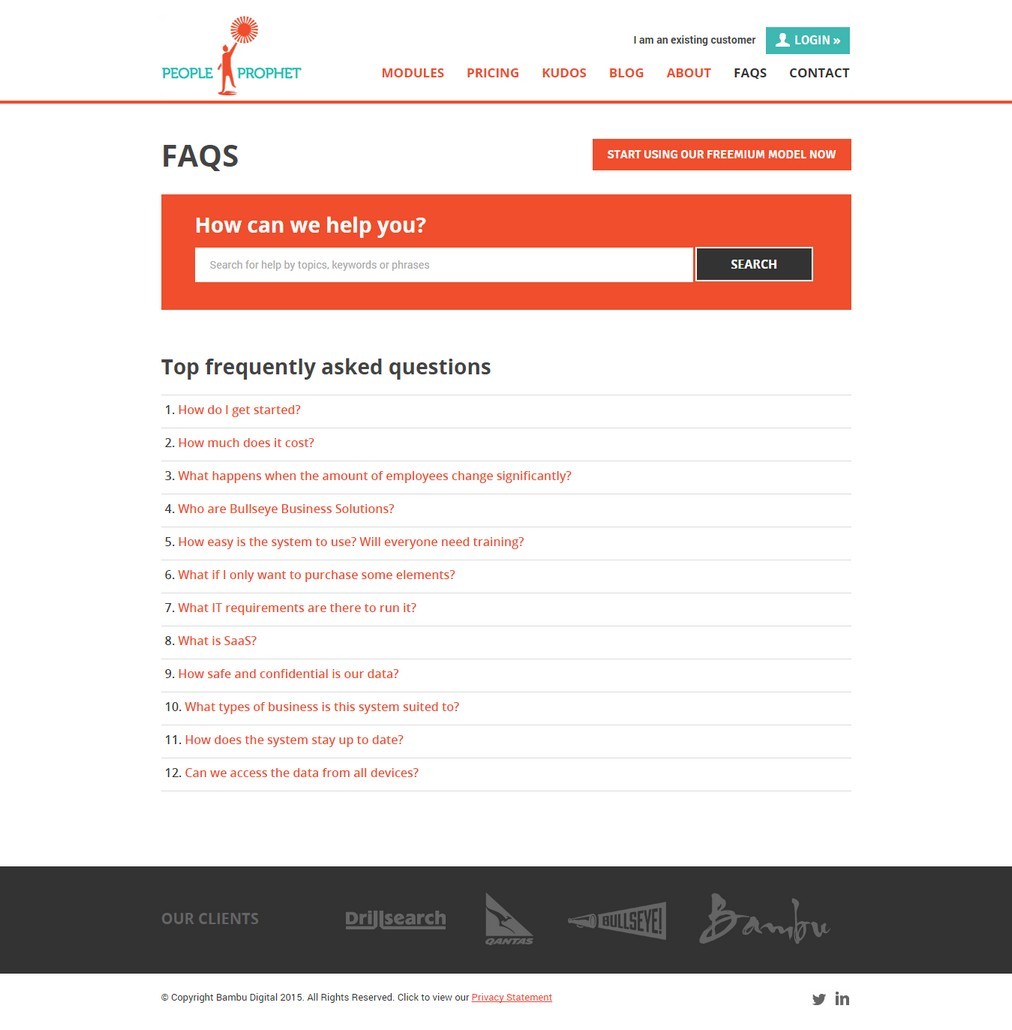 I am an existing customer
LOGIN »
PEOPLE PROPHET
MODULES PRICING KUDOS BLOG ABOUT FAQS CONTACT
FAQS
START USING OUR FREEMIUM MODEL NOW
How can we help you?
Search for help by topics, keywords or phrases
SEARCH
Top frequently asked questions
1. How do I get started?
2. How much does it cost?
3. What happens when the amount of employees change significantly?
4. Who are Bullseye Business Solutions?
5. How easy is the system to use? Will everyone need training?
6. What if I only want to purchase some elements?
7. What IT requirements are there to run it?
8. What is SaaS?
9. How safe and confidential is our data?
10. What types of business is this system suited to?
11. How does the system stay up to date?
12. Can we access the data from all devices?
OUR CLIENTS
Drillsearch
QANTAS
BULLSEYE!
Bambu
© Copyright Bambu Digital 2015. All Rights Reserved. Click to view our Privacy Statement
in